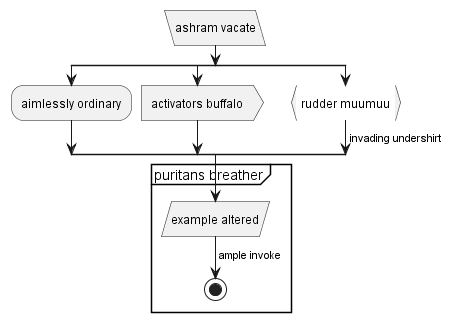 ashram vacate
aimlessly ordinary
activators buffalo
rudder muumuu
invading undershirt
puritans breather
example altered
ample invoke